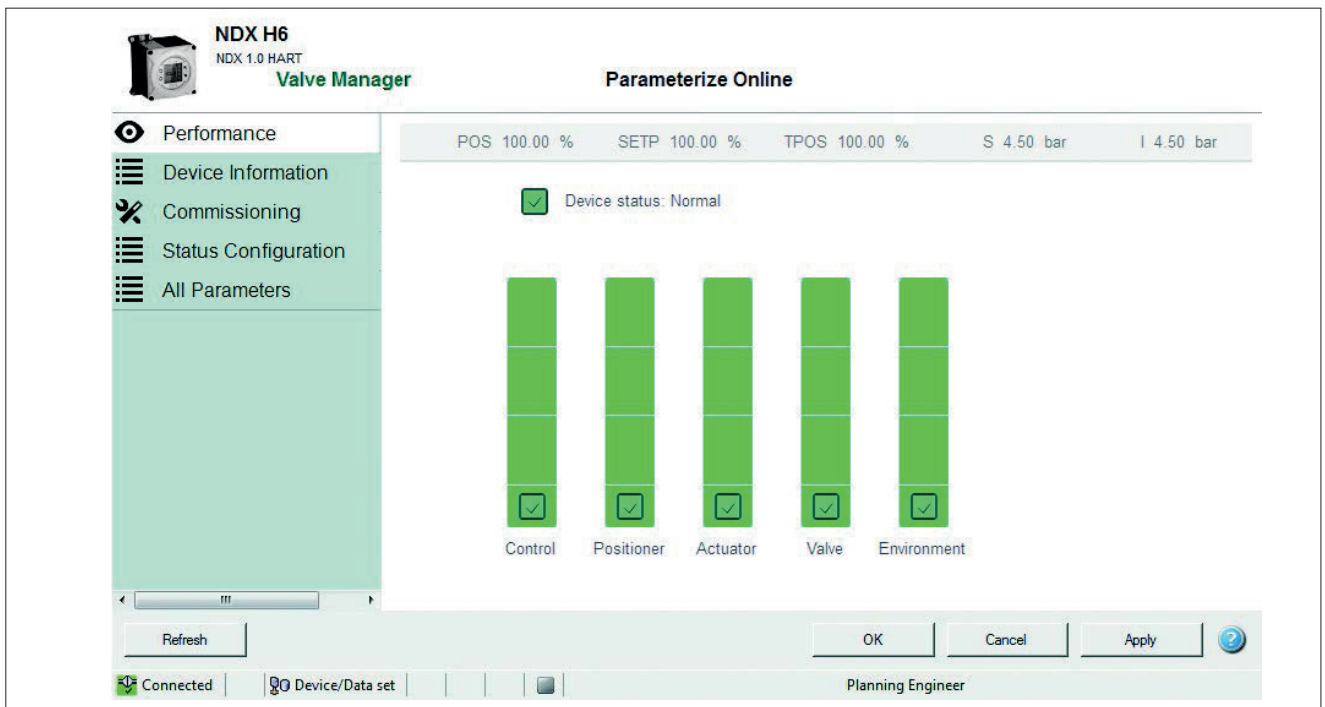 NDX H6
NDX 1.0 HART
Valve Manager
Parameterize Online
Performance
Device Information
Commissioning
Status Configuration
All Parameters
POS 100.00 % SETP 100.00 % TPOS 100.00 % S 4.50 bar I 4.50 bar
Device status: Normal
Control Positioner Actuator Valve Environment
Refresh OK Cancel Apply
Connected Device/Data set Planning Engineer